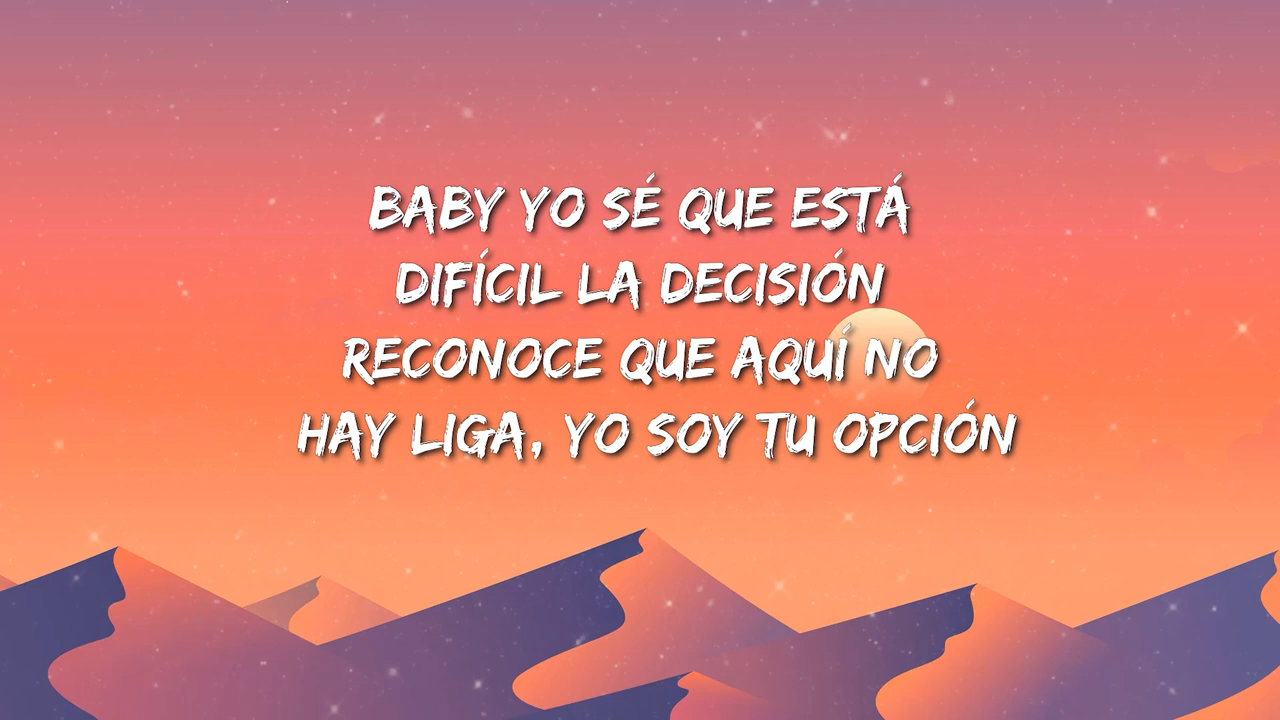 BABY YO SÉ QUE ESTÁ
DIFÍCIL LA DECISIÓN
RECONOCE QUE AQUÍ NO
HAY LIGA, YO SOY TU OPCIÓN